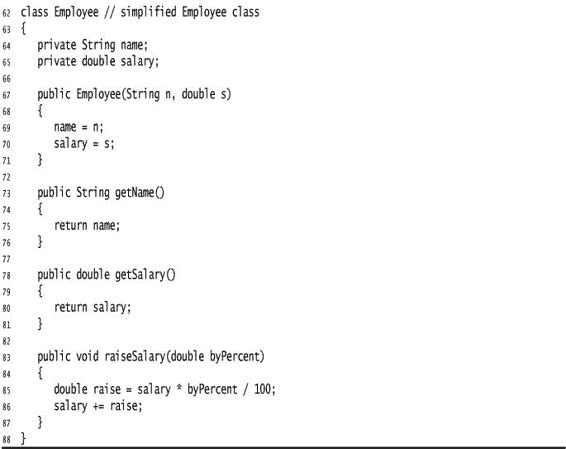 62 class Employee // simplified Employee class
63 {
64    private String name;
65    private double salary;
66
67    public Employee(String n, double s)
68    {
69       name = n;
70       salary = s;
71    }
72
73    public String getName()
74    {
75       return name;
76    }
77
78    public double getSalary()
79    {
80       return salary;
81    }
82
83    public void raiseSalary(double byPercent)
84    {
85       double raise = salary * byPercent / 100;
86       salary += raise;
87    }
88 }